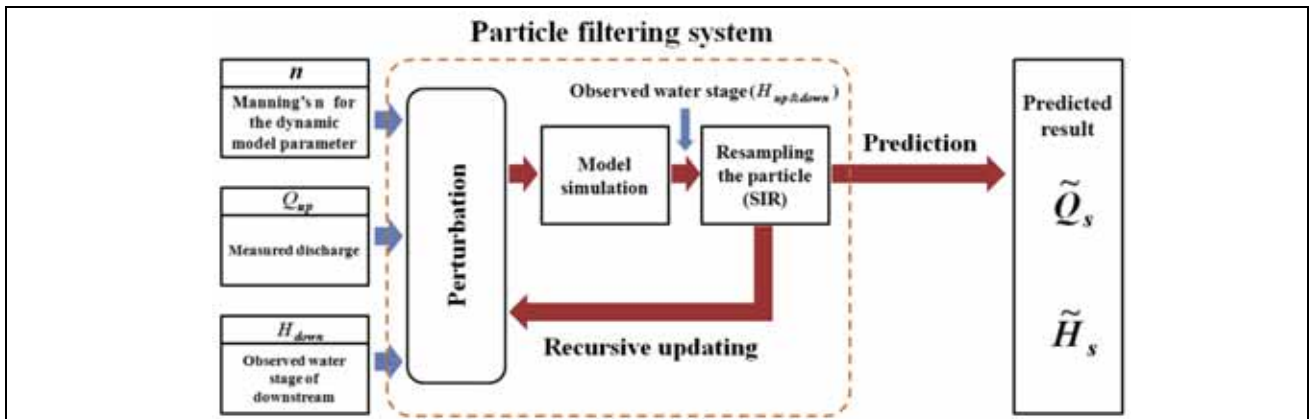 Particle filtering system
n
Manning's n for
the dynamic
model parameter
Q_up
Measured discharge
H_down
Observed water
stage of
downstream
Perturbation
Observed water stage(H_up&down)
Model
simulation
Resampling
the particle
(SIR)
Recursive updating
Prediction
Predicted
result
Q̃_s
H̃_s